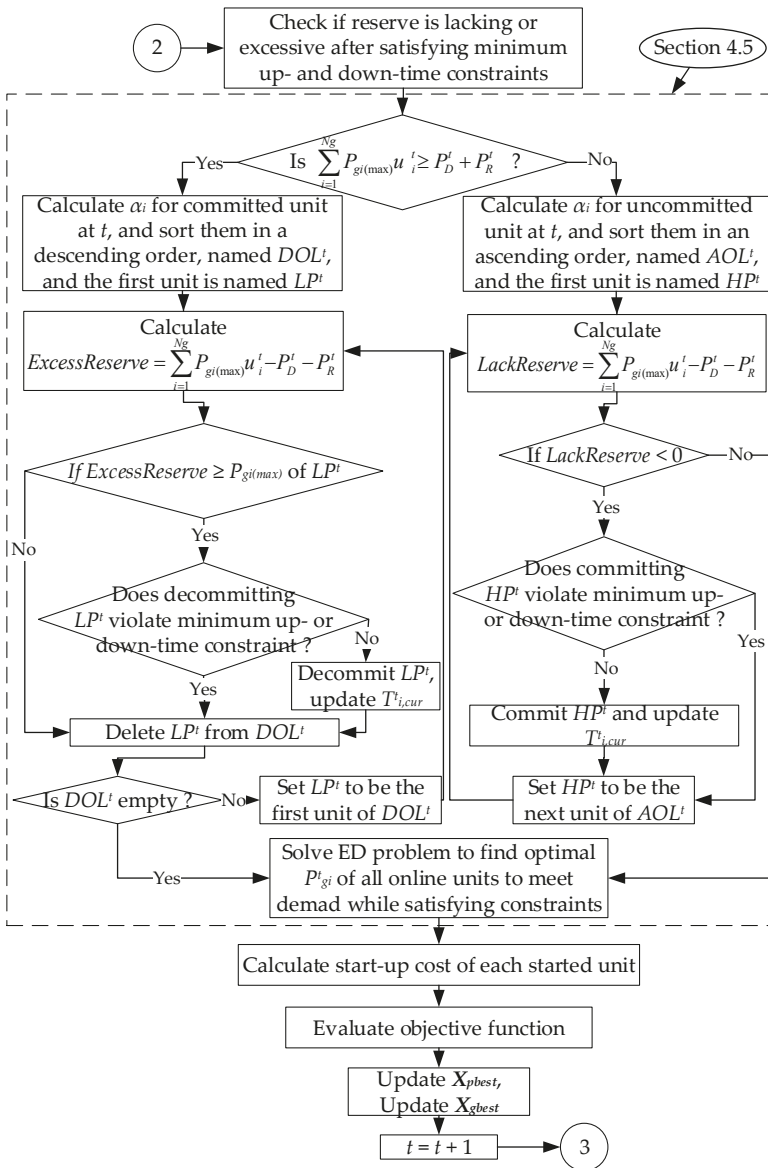 2
Check if reserve is lacking or
excessive after satisfying minimum
up- and down-time constraints
Section 4.5
Is \sum_{i=1}^{Ng} P_{gi(max)} u_i^t ≥ P_D^t + P_R^t ?
Yes
No
Calculate α_i for committed unit
at t, and sort them in a
descending order, named DOL^t,
and the first unit is named LP^t
Calculate α_i for uncommitted
unit at t, and sort them in an
ascending order, named AOL^t,
and the first unit is named HP^t
Calculate
ExcessReserve = \sum_{i=1}^{Ng} P_{gi(max)} u_i^t − P_D^t − P_R^t
Calculate
LackReserve = \sum_{i=1}^{Ng} P_{gi(max)} u_i^t − P_D^t − P_R^t
If ExcessReserve ≥ P_{gi(max)} of LP^t
If LackReserve < 0
No
Yes
No
Yes
Does decommitting
LP^t violate minimum up- or
down-time constraint ?
Does committing
HP^t violate minimum up-
or down-time constraint ?
No
Yes
Yes
No
Decommit LP^t,
update T^t_{i,cur}
Delete LP^t from DOL^t
Commit HP^t and update
T^t_{i,cur}
Is DOL^t empty ?
No
Set LP^t to be the
first unit of DOL^t
Set HP^t to be the
next unit of AOL^t
Yes
Solve ED problem to find optimal
P^t_{gi} of all online units to meet
demad while satisfying constraints
Calculate start-up cost of each started unit
Evaluate objective function
Update X_{pbest},
Update X_{gbest}
t = t + 1
3